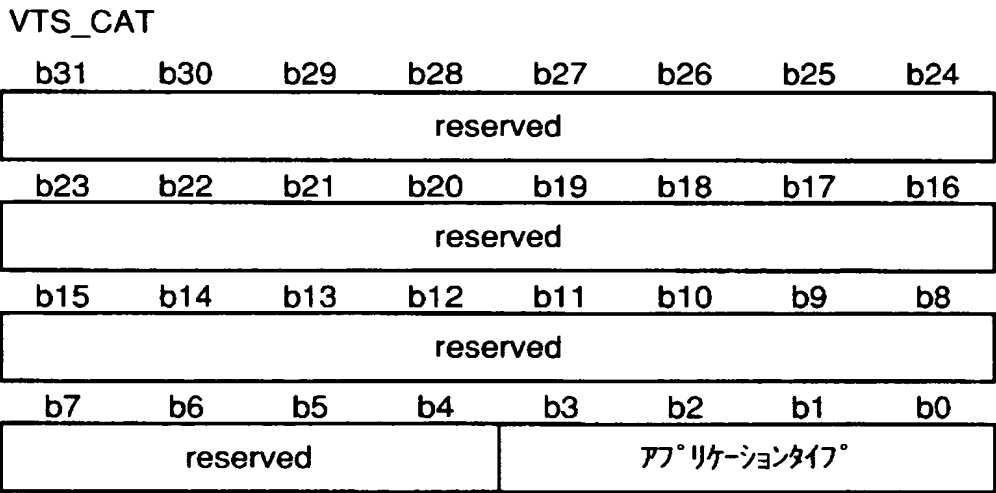 VTS_CAT
b31 b30 b29 b28 b27 b26 b25 b24
reserved
b23 b22 b21 b20 b19 b18 b17 b16
reserved
b15 b14 b13 b12 b11 b10 b9 b8
reserved
b7 b6 b5 b4 b3 b2 b1 b0
reserved ｱﾌﾟﾘｹｰｼｮﾝﾀｲﾌﾟ